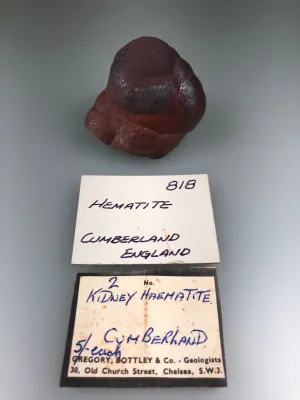 818
HEMATITE
CUMBERLAND
ENGLAND
No.
2
KIDNEY HAEMATITE.
CUMBERLAND
5/- each
GREGORY, BOTTLEY & Co. - Geologists
30, Old Church Street, Chelsea, S.W.3.